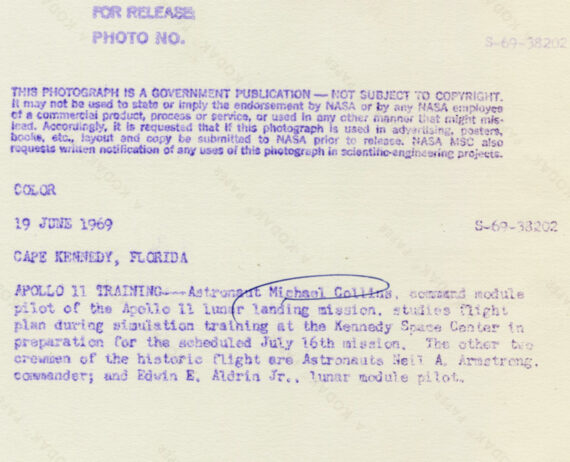 FOR RELEASE:
PHOTO NO.
S-69-38202
THIS PHOTOGRAPH IS A GOVERNMENT PUBLICATION — NOT SUBJECT TO COPYRIGHT.
It may not be used to state or imply the endorsement by NASA or by any NASA employee
of a commercial product, process or service, or used in any other manner that might mis-
lead. Accordingly, it is requested that if this photograph is used in advertising, posters,
books, etc., layout and copy be submitted to NASA prior to release. NASA MSC also
requests written notification of any uses of this photograph in scientific-engineering projects.
COLOR
19 JUNE 1969 S-69-38202
CAPE KENNEDY, FLORIDA
APOLLO 11 TRAINING---Astronaut Michael Collins, command module
pilot of the Apollo 11 lunar landing mission, studies flight
plan during simulation training at the Kennedy Space Center in
preparation for the scheduled July 16th mission. The other two
crewmen of the historic flight are Astronauts Neil A. Armstrong,
commander; and Edwin E. Aldrin Jr., lunar module pilot.